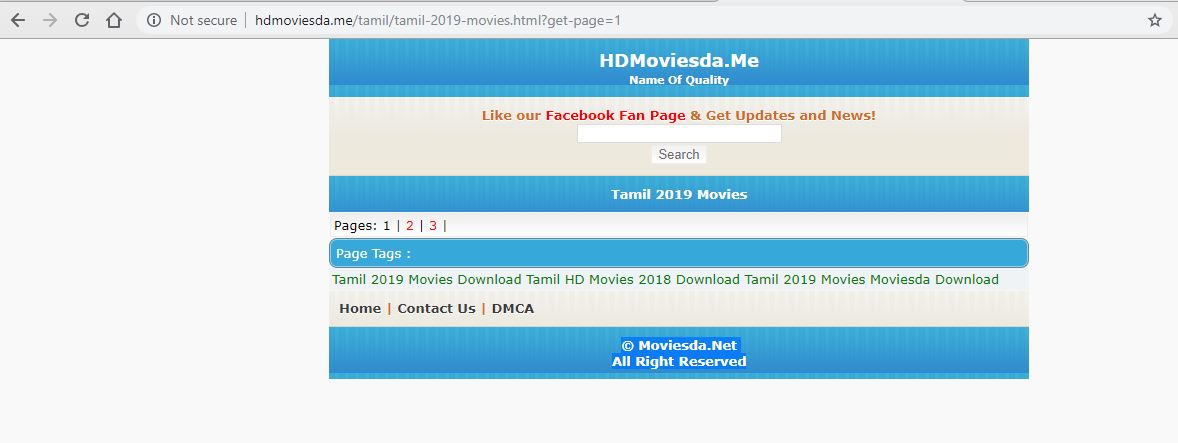 Not secure | hdmoviesda.me/tamil/tamil-2019-movies.html?get-page=1
HDMoviesda.Me
Name Of Quality
Like our Facebook Fan Page & Get Updates and News!
Search
Tamil 2019 Movies
Pages: 1 | 2 | 3 |
Page Tags :
Tamil 2019 Movies Download Tamil HD Movies 2018 Download Tamil 2019 Movies Moviesda Download
Home | Contact Us | DMCA
© Moviesda.Net
All Right Reserved